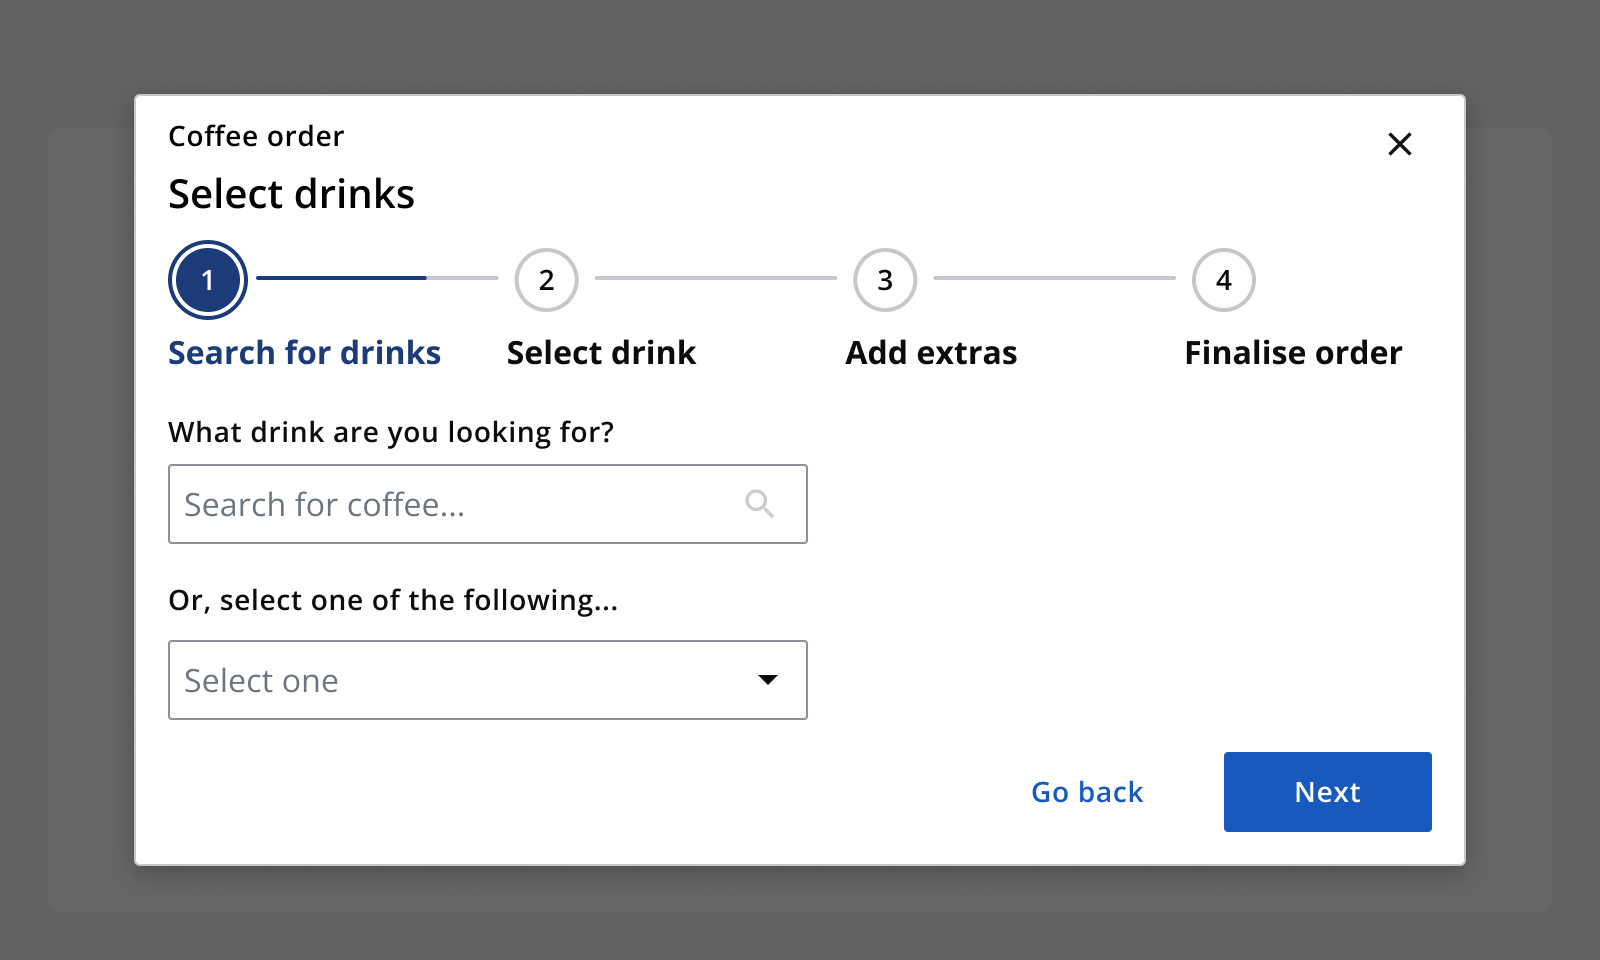 Coffee order
Select drinks
1
2
3
4
Search for drinks
Select drink
Add extras
Finalise order
What drink are you looking for?
Search for coffee...
Or, select one of the following...
Select one
Go back
Next